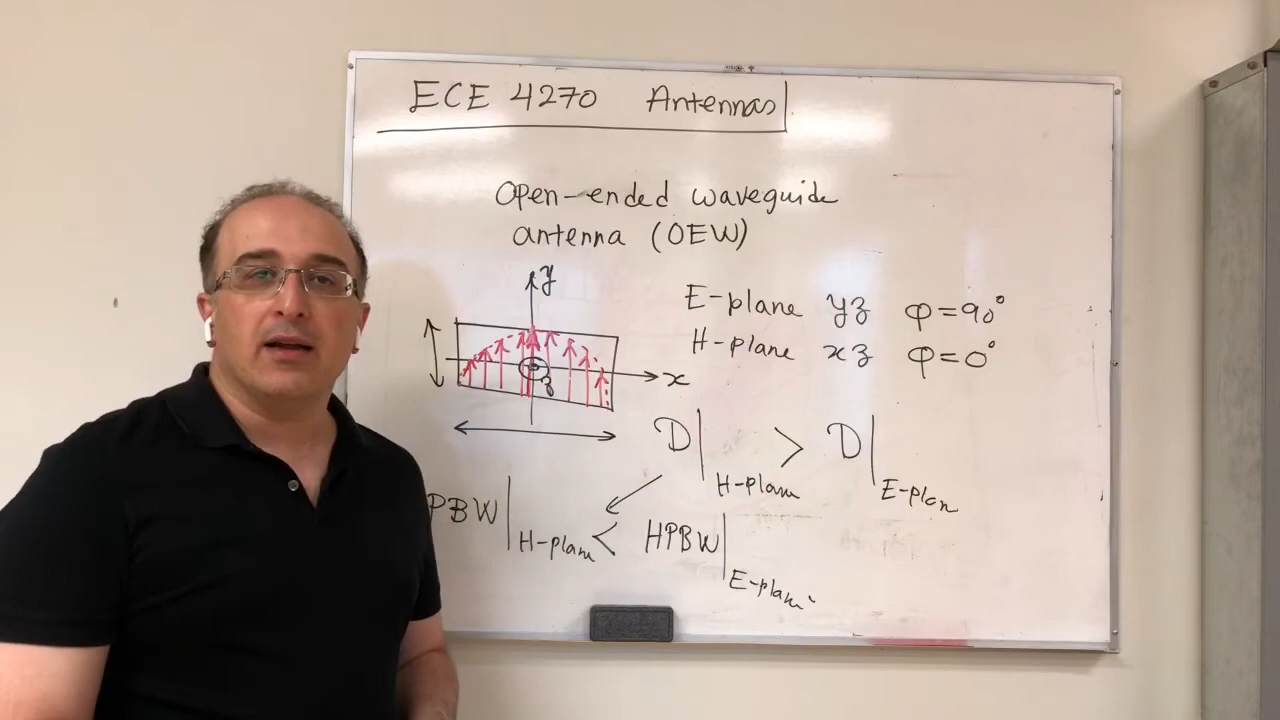 ECE 4270 Antennas
Open-ended waveguide
antenna (OEW)
y
x
z
E-plane yz φ=90°
H-plane xz φ=0°
D|H-plane > D|E-plan
PBW|H-plane < HPBW|E-plane